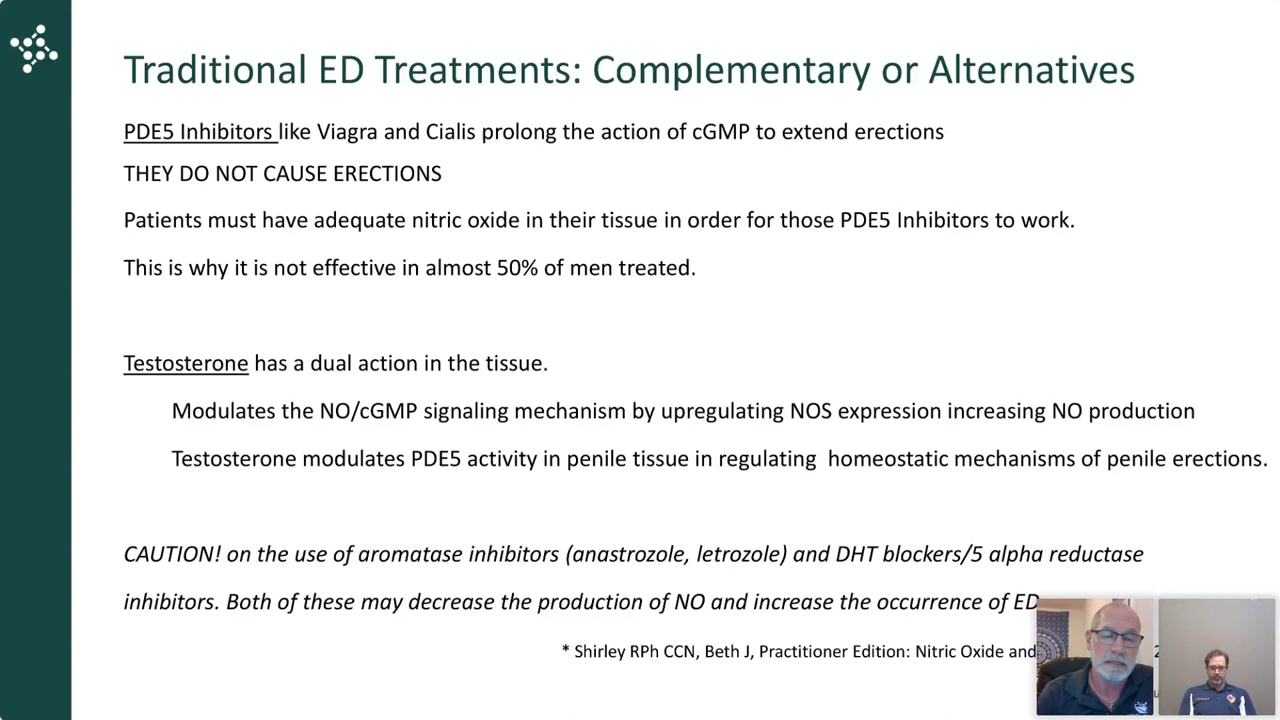 Traditional ED Treatments: Complementary or Alternatives
PDE5 Inhibitors like Viagra and Cialis prolong the action of cGMP to extend erections
THEY DO NOT CAUSE ERECTIONS
Patients must have adequate nitric oxide in their tissue in order for those PDE5 Inhibitors to work.
This is why it is not effective in almost 50% of men treated.
Testosterone has a dual action in the tissue.
Modulates the NO/cGMP signaling mechanism by upregulating NOS expression increasing NO production
Testosterone modulates PDE5 activity in penile tissue in regulating homeostatic mechanisms of penile erections.
CAUTION! on the use of aromatase inhibitors (anastrozole, letrozole) and DHT blockers/5 alpha reductase
inhibitors. Both of these may decrease the production of NO and increase the occurrence of ED
* Shirley RPh CCN, Beth J, Practitioner Edition: Nitric Oxide and